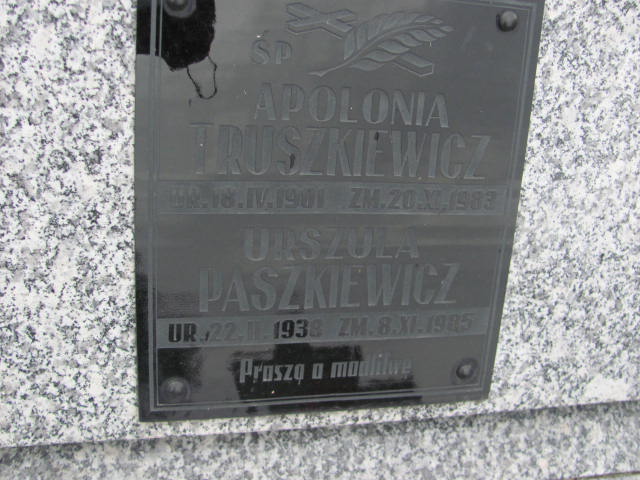 ŚP
APOLONIA
TRUSZKIEWICZ
UR. 18.IV.1901 ZM. 20.XI.1983
URSZULA
PASZKIEWICZ
UR. 22.II.1938 ZM. 8.XI.1985
Proszą o modlitwę